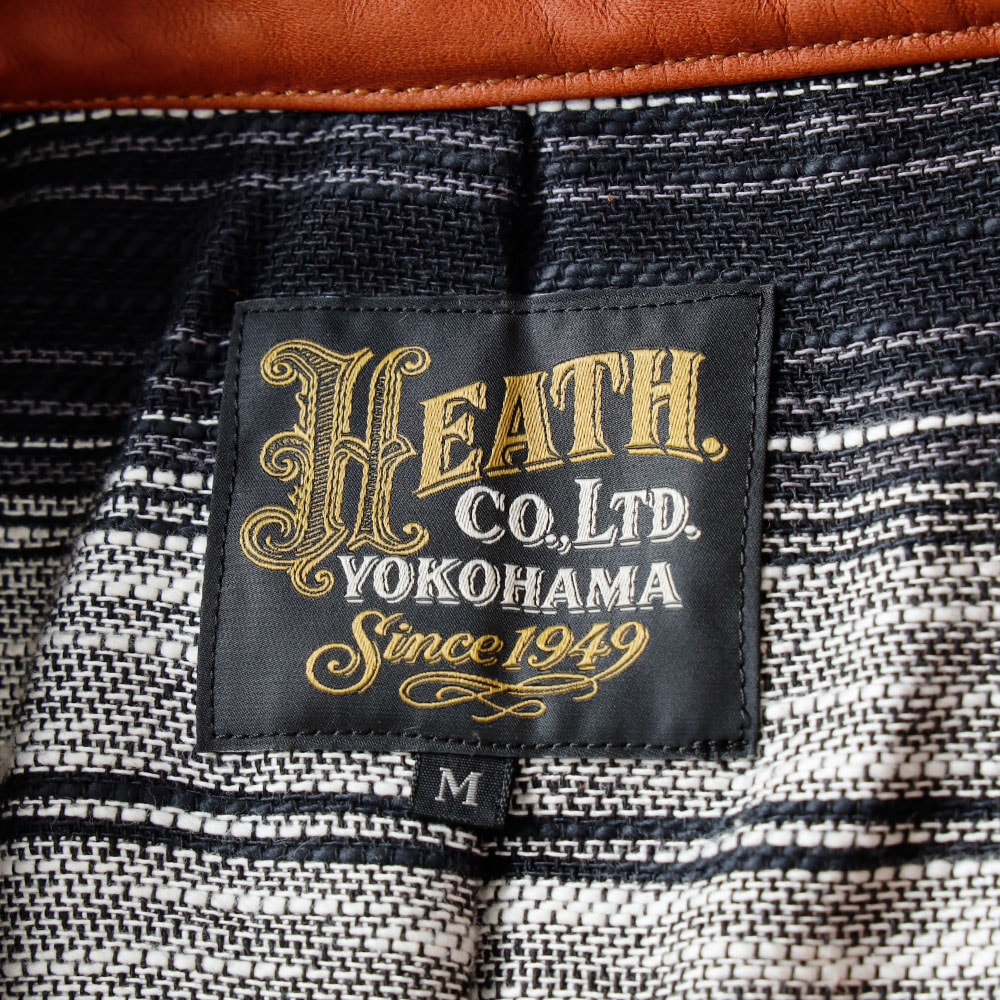 HEATH.
CO., LTD.
YOKOHAMA
Since 1949
M